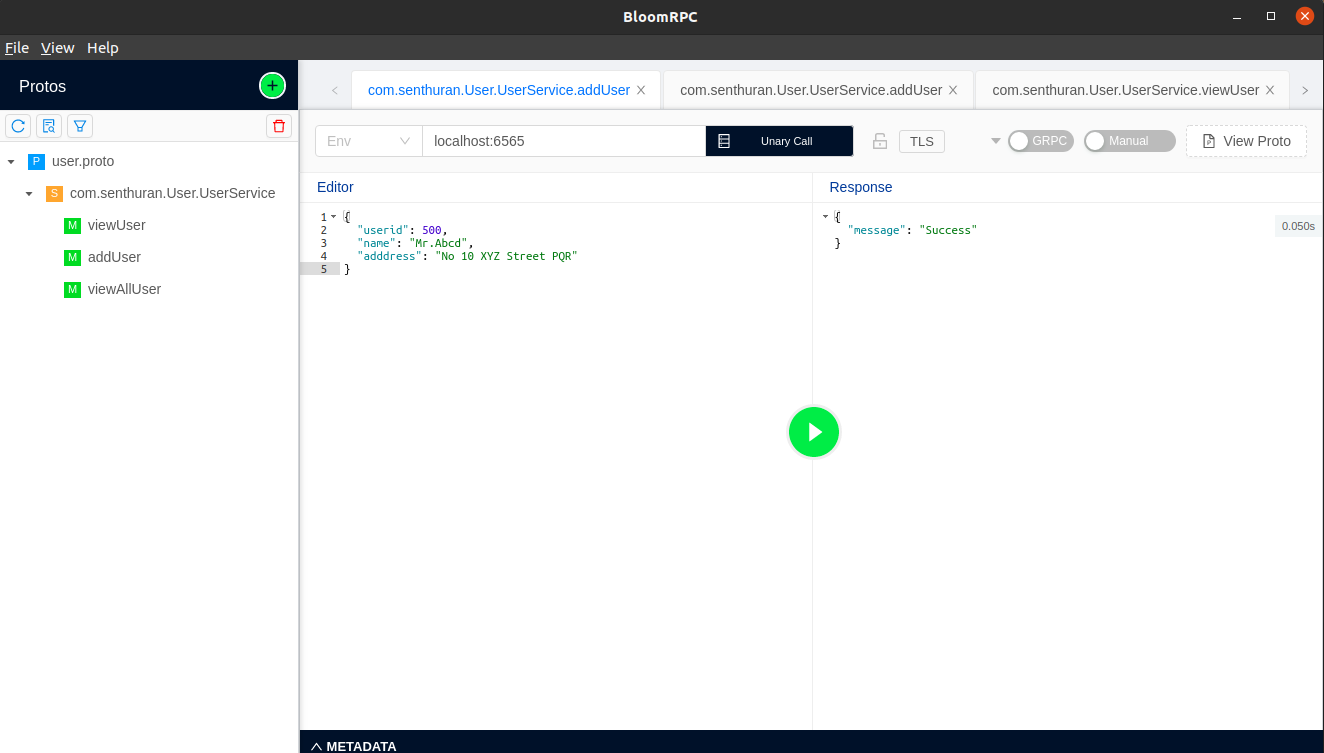 BloomRPC
File View Help
Protos
com.senthuran.User.UserService.addUser
com.senthuran.User.UserService.addUser
com.senthuran.User.UserService.viewUser
Env
localhost:6565
Unary Call
TLS
GRPC
Manual
View Proto
P user.proto
S com.senthuran.User.UserService
M viewUser
M addUser
M viewAllUser
Editor
1 {
2 "userid": 500,
3 "name": "Mr.Abcd",
4 "adddress": "No 10 XYZ Street PQR"
5 }
Response
{
"message": "Success"
}
0.050s
METADATA